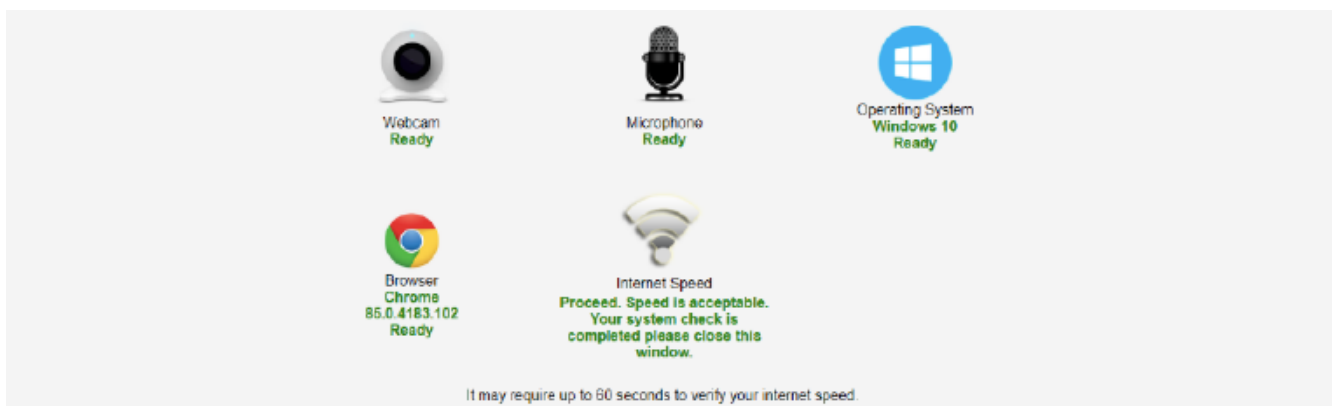 Webcam
Ready
Microphone
Ready
Operating System
Windows 10
Ready
Browser
Chrome
85.0.4183.102
Ready
Internet Speed
Proceed. Speed is acceptable.
Your system check is
completed please close this
window.
It may require up to 60 seconds to verify your internet speed.